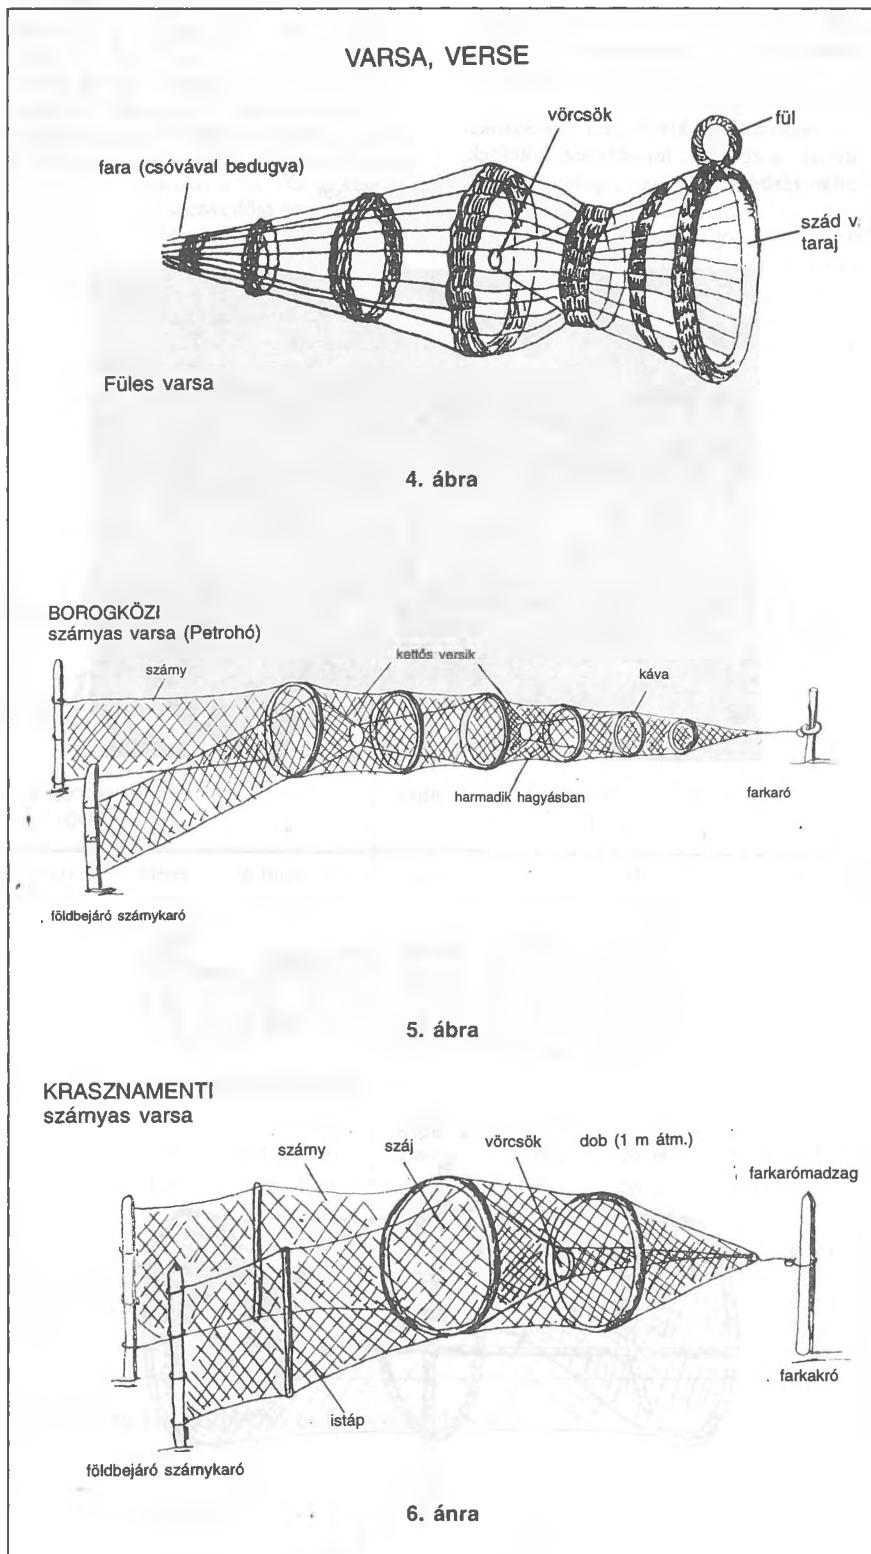 VARSA, VERSE
vörcsök
fül
fara (csóvával bedugva)
szád v.
taraj
Füles varsa
4. ábra
BOROGKÖZI
szárnyas varsa (Petrohó)
kettős versik
szárny
káva
harmadik hagyásban
farkaró
földbejáró szárnykaró
5. ábra
KRASZNAMENTI
szárnyas varsa
szárny
száj
vörcsök
dob (1 m átm.)
farkarómadzag
farkakró
istáp
földbejáró szárnykaró
6. ánra